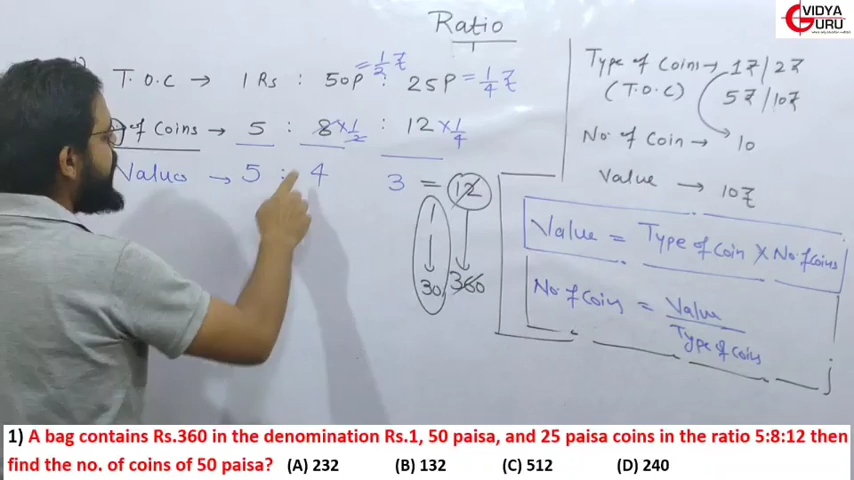 VIDYA
GURU
Ratio
T.O.C → 1 Rs : 50P = 1/2 ₹ : 25P = 1/4 ₹
of Coins → 5 : 8 × 1/2 : 12 × 1/4
Value → 5 : 4 3 = 12
1
↓ ↓
30 360
Type of Coins → 1₹ / 2₹
(T.O.C) 5₹ / 10₹
No. of Coin → 10
Value → 10₹
Value = Type of Coin × No. of Coins
No. of Coin = Value / Type of Coins
1) A bag contains Rs.360 in the denomination Rs.1, 50 paisa, and 25 paisa coins in the ratio 5:8:12 then
find the no. of coins of 50 paisa? (A) 232 (B) 132 (C) 512 (D) 240